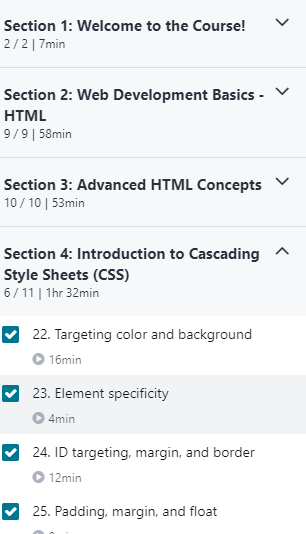 Section 1: Welcome to the Course!
2 / 2 | 7min
Section 2: Web Development Basics -
HTML
9 / 9 | 58min
Section 3: Advanced HTML Concepts
10 / 10 | 53min
Section 4: Introduction to Cascading
Style Sheets (CSS)
6 / 11 | 1hr 32min
22. Targeting color and background
16min
23. Element specificity
4min
24. ID targeting, margin, and border
12min
25. Padding, margin, and float